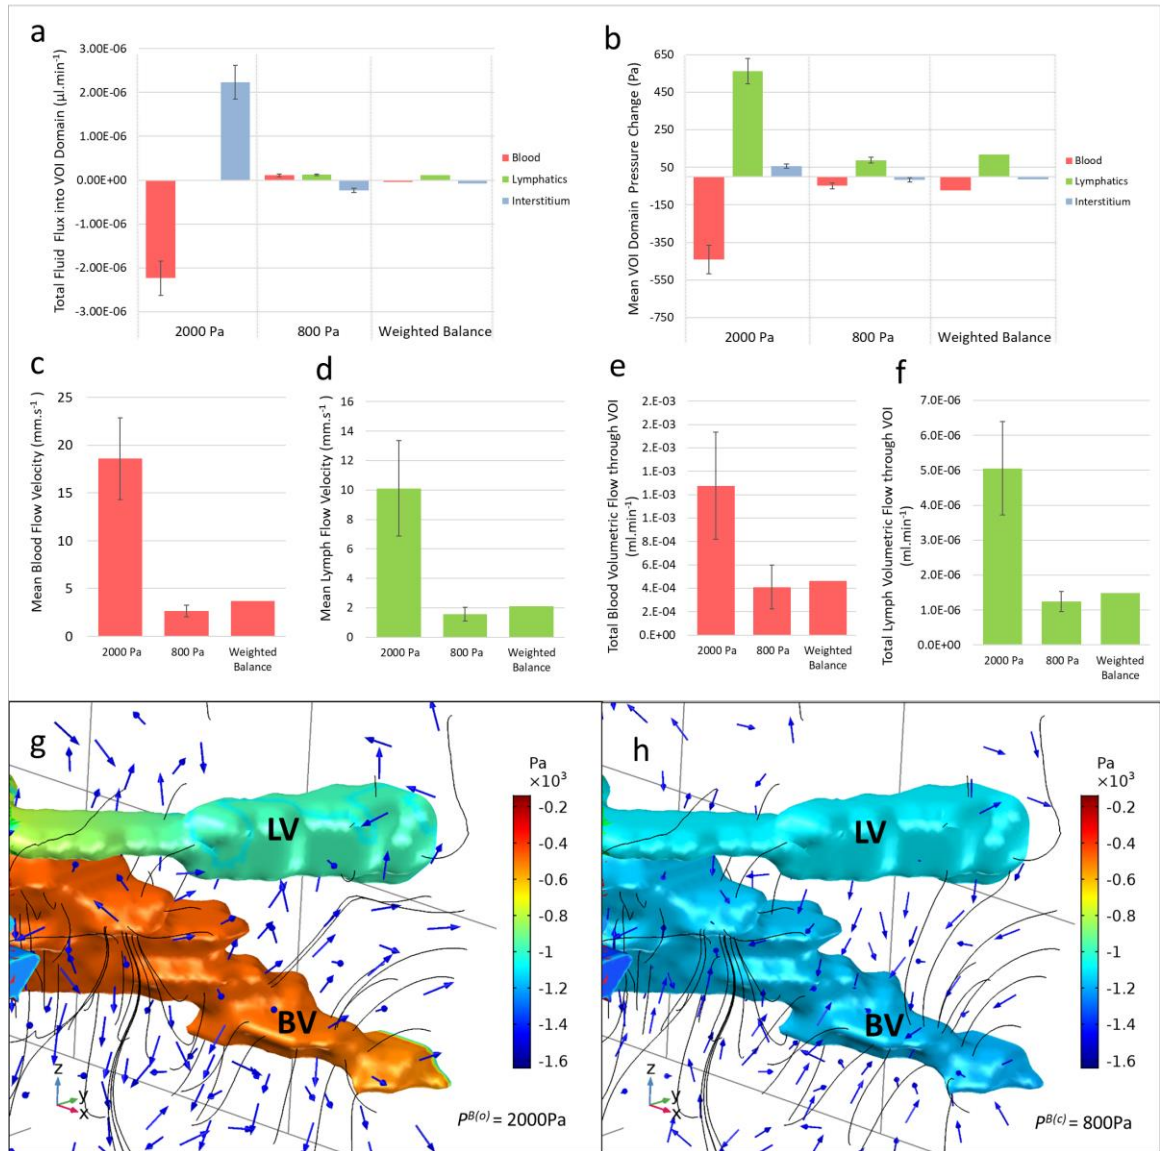 a
Total Fluid Flux into VOI Domain (µl.min⁻¹)
3.00E-06
2.00E-06
1.00E-06
0.00E+00
-1.00E-06
-2.00E-06
-3.00E-06
2000 Pa
800 Pa
Weighted Balance
Blood
Lymphatics
Interstitium
b
Mean VOI Domain Pressure Change (Pa)
650
450
250
50
-150
-350
-550
-750
2000 Pa
800 Pa
Weighted Balance
Blood
Lymphatics
Interstitium
c
Mean Blood Flow Velocity (mm.s⁻¹)
25
20
15
10
5
0
2000 Pa
800 Pa
Weighted
Balance
d
Mean Lymph Flow Velocity (mm.s⁻¹)
16
14
12
10
8
6
4
2
0
2000 Pa
800 Pa
Weighted
Balance
e
Total Blood Volumetric Flow through VOI
(ml.min⁻¹)
2.E-03
2.E-03
1.E-03
1.E-03
1.E-03
8.E-04
6.E-04
4.E-04
2.E-04
0.E+00
2000 Pa
800 Pa
Weighted
Balance
f
Total Lymph Volumetric Flow through VOI
(ml.min⁻¹)
7.0E-06
6.0E-06
5.0E-06
4.0E-06
3.0E-06
2.0E-06
1.0E-06
0.0E+00
2000 Pa
800 Pa
Weighted
Balance
g
LV
BV
Pa
×10³
-0.2
-0.4
-0.6
-0.8
-1
-1.2
-1.4
-1.6
z
y
x
P^B(o) = 2000Pa
h
LV
BV
Pa
×10³
-0.2
-0.4
-0.6
-0.8
-1
-1.2
-1.4
-1.6
z
y
x
P^B(c) = 800Pa